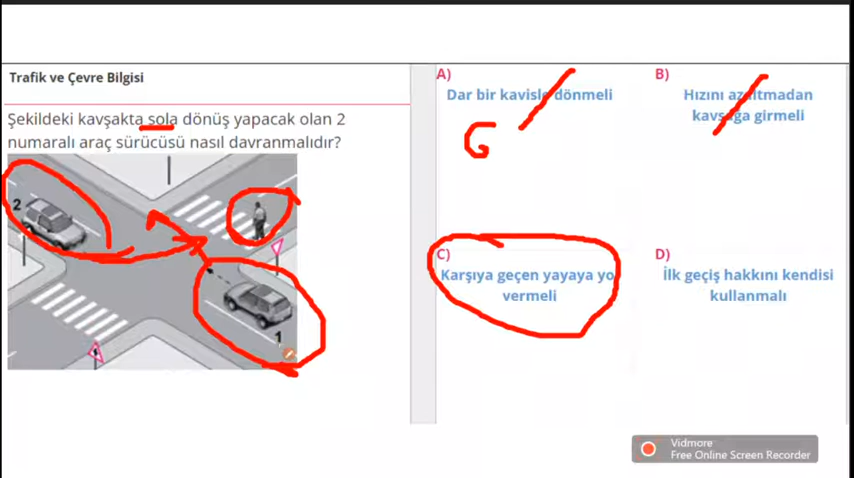 Trafik ve Çevre Bilgisi
Şekildeki kavşakta sola dönüş yapacak olan 2
numaralı araç sürücüsü nasıl davranmalıdır?
2
1
A)
Dar bir kavisle dönmeli
B)
Hızını azaltmadan
kavşağa girmeli
C)
Karşıya geçen yayaya yo
vermeli
D)
İlk geçiş hakkını kendisi
kullanmalı
Vidmore
Free Online Screen Recorder